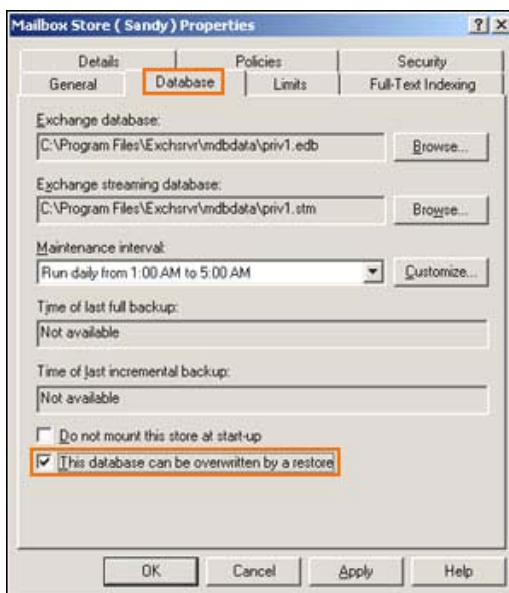 Mailbox Store ( Sandy ) Properties
Details Policies Security
General Database Limits Full-Text Indexing
Exchange database:
C:\Program Files\Exchsrvr\mdbdata\priv1.edb Browse...
Exchange streaming database:
C:\Program Files\Exchsrvr\mdbdata\priv1.stm Browse...
Maintenance interval:
Run daily from 1:00 AM to 5:00 AM Customize...
Time of last full backup:
Not available
Time of last incremental backup:
Not available
Do not mount this store at start-up
This database can be overwritten by a restore
OK Cancel Apply Help